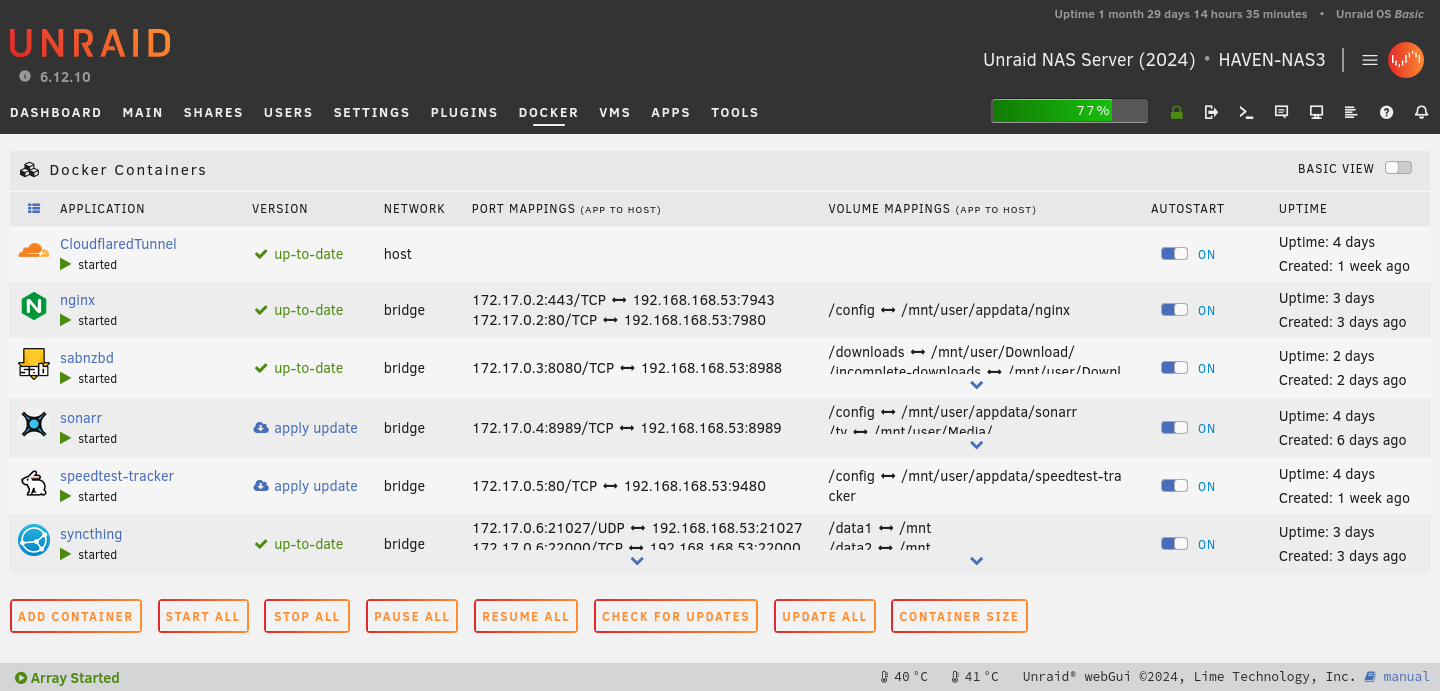 Uptime 1 month 29 days 14 hours 35 minutes • Unraid OS Basic
UNRAID
6.12.10
Unraid NAS Server (2024) • HAVEN-NAS3
DASHBOARD MAIN SHARES USERS SETTINGS PLUGINS DOCKER VMS APPS TOOLS
77%
Docker Containers
BASIC VIEW
APPLICATION VERSION NETWORK PORT MAPPINGS (APP TO HOST) VOLUME MAPPINGS (APP TO HOST) AUTOSTART UPTIME
CloudflaredTunnel
started
up-to-date
host
ON
Uptime: 4 days
Created: 1 week ago
nginx
started
up-to-date
bridge
172.17.0.2:443/TCP ↔ 192.168.168.53:7943
172.17.0.2:80/TCP ↔ 192.168.168.53:7980
/config ↔ /mnt/user/appdata/nginx
ON
Uptime: 3 days
Created: 3 days ago
sabnzbd
started
up-to-date
bridge
172.17.0.3:8080/TCP ↔ 192.168.168.53:8988
/downloads ↔ /mnt/user/Download/
/incomplete-downloads ↔ /mnt/user/Downl
ON
Uptime: 2 days
Created: 2 days ago
sonarr
started
apply update
bridge
172.17.0.4:8989/TCP ↔ 192.168.168.53:8989
/config ↔ /mnt/user/appdata/sonarr
/tv ↔ /mnt/user/Media/
ON
Uptime: 4 days
Created: 6 days ago
speedtest-tracker
started
apply update
bridge
172.17.0.5:80/TCP ↔ 192.168.168.53:9480
/config ↔ /mnt/user/appdata/speedtest-tra
cker
ON
Uptime: 4 days
Created: 1 week ago
syncthing
started
up-to-date
bridge
172.17.0.6:21027/UDP ↔ 192.168.168.53:21027
172.17.0.6:22000/TCP ↔ 192.168.168.53:22000
/data1 ↔ /mnt
/data2 ↔ /mnt
ON
Uptime: 3 days
Created: 3 days ago
ADD CONTAINER START ALL STOP ALL PAUSE ALL RESUME ALL CHECK FOR UPDATES UPDATE ALL CONTAINER SIZE
Array Started
40 °C 41 °C Unraid® webGui ©2024, Lime Technology, Inc. manual